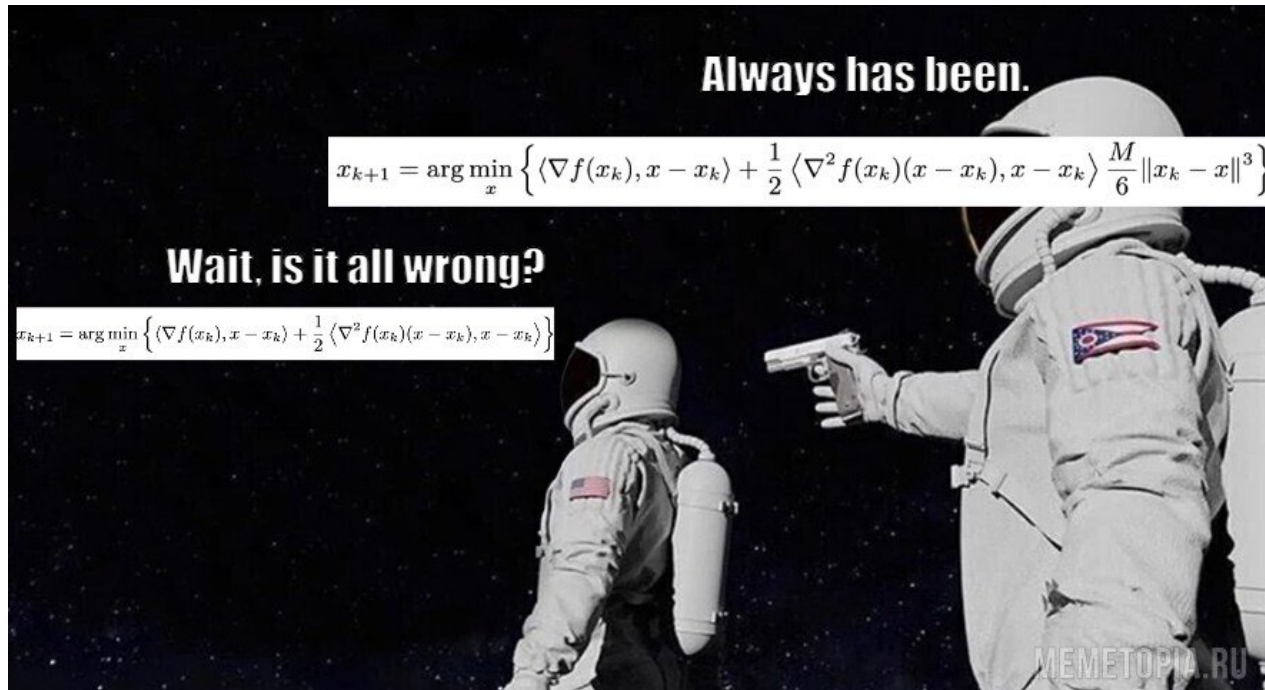 Always has been.
x_{k+1} = arg min_x {⟨∇f(x_k), x − x_k⟩ + 1/2 ⟨∇²f(x_k)(x − x_k), x − x_k⟩ M/6 ‖x_k − x‖³}
Wait, is it all wrong?
x_{k+1} = arg min_x {⟨∇f(x_k), x − x_k⟩ + 1/2 ⟨∇²f(x_k)(x − x_k), x − x_k⟩}
MEMETOPIA.RU